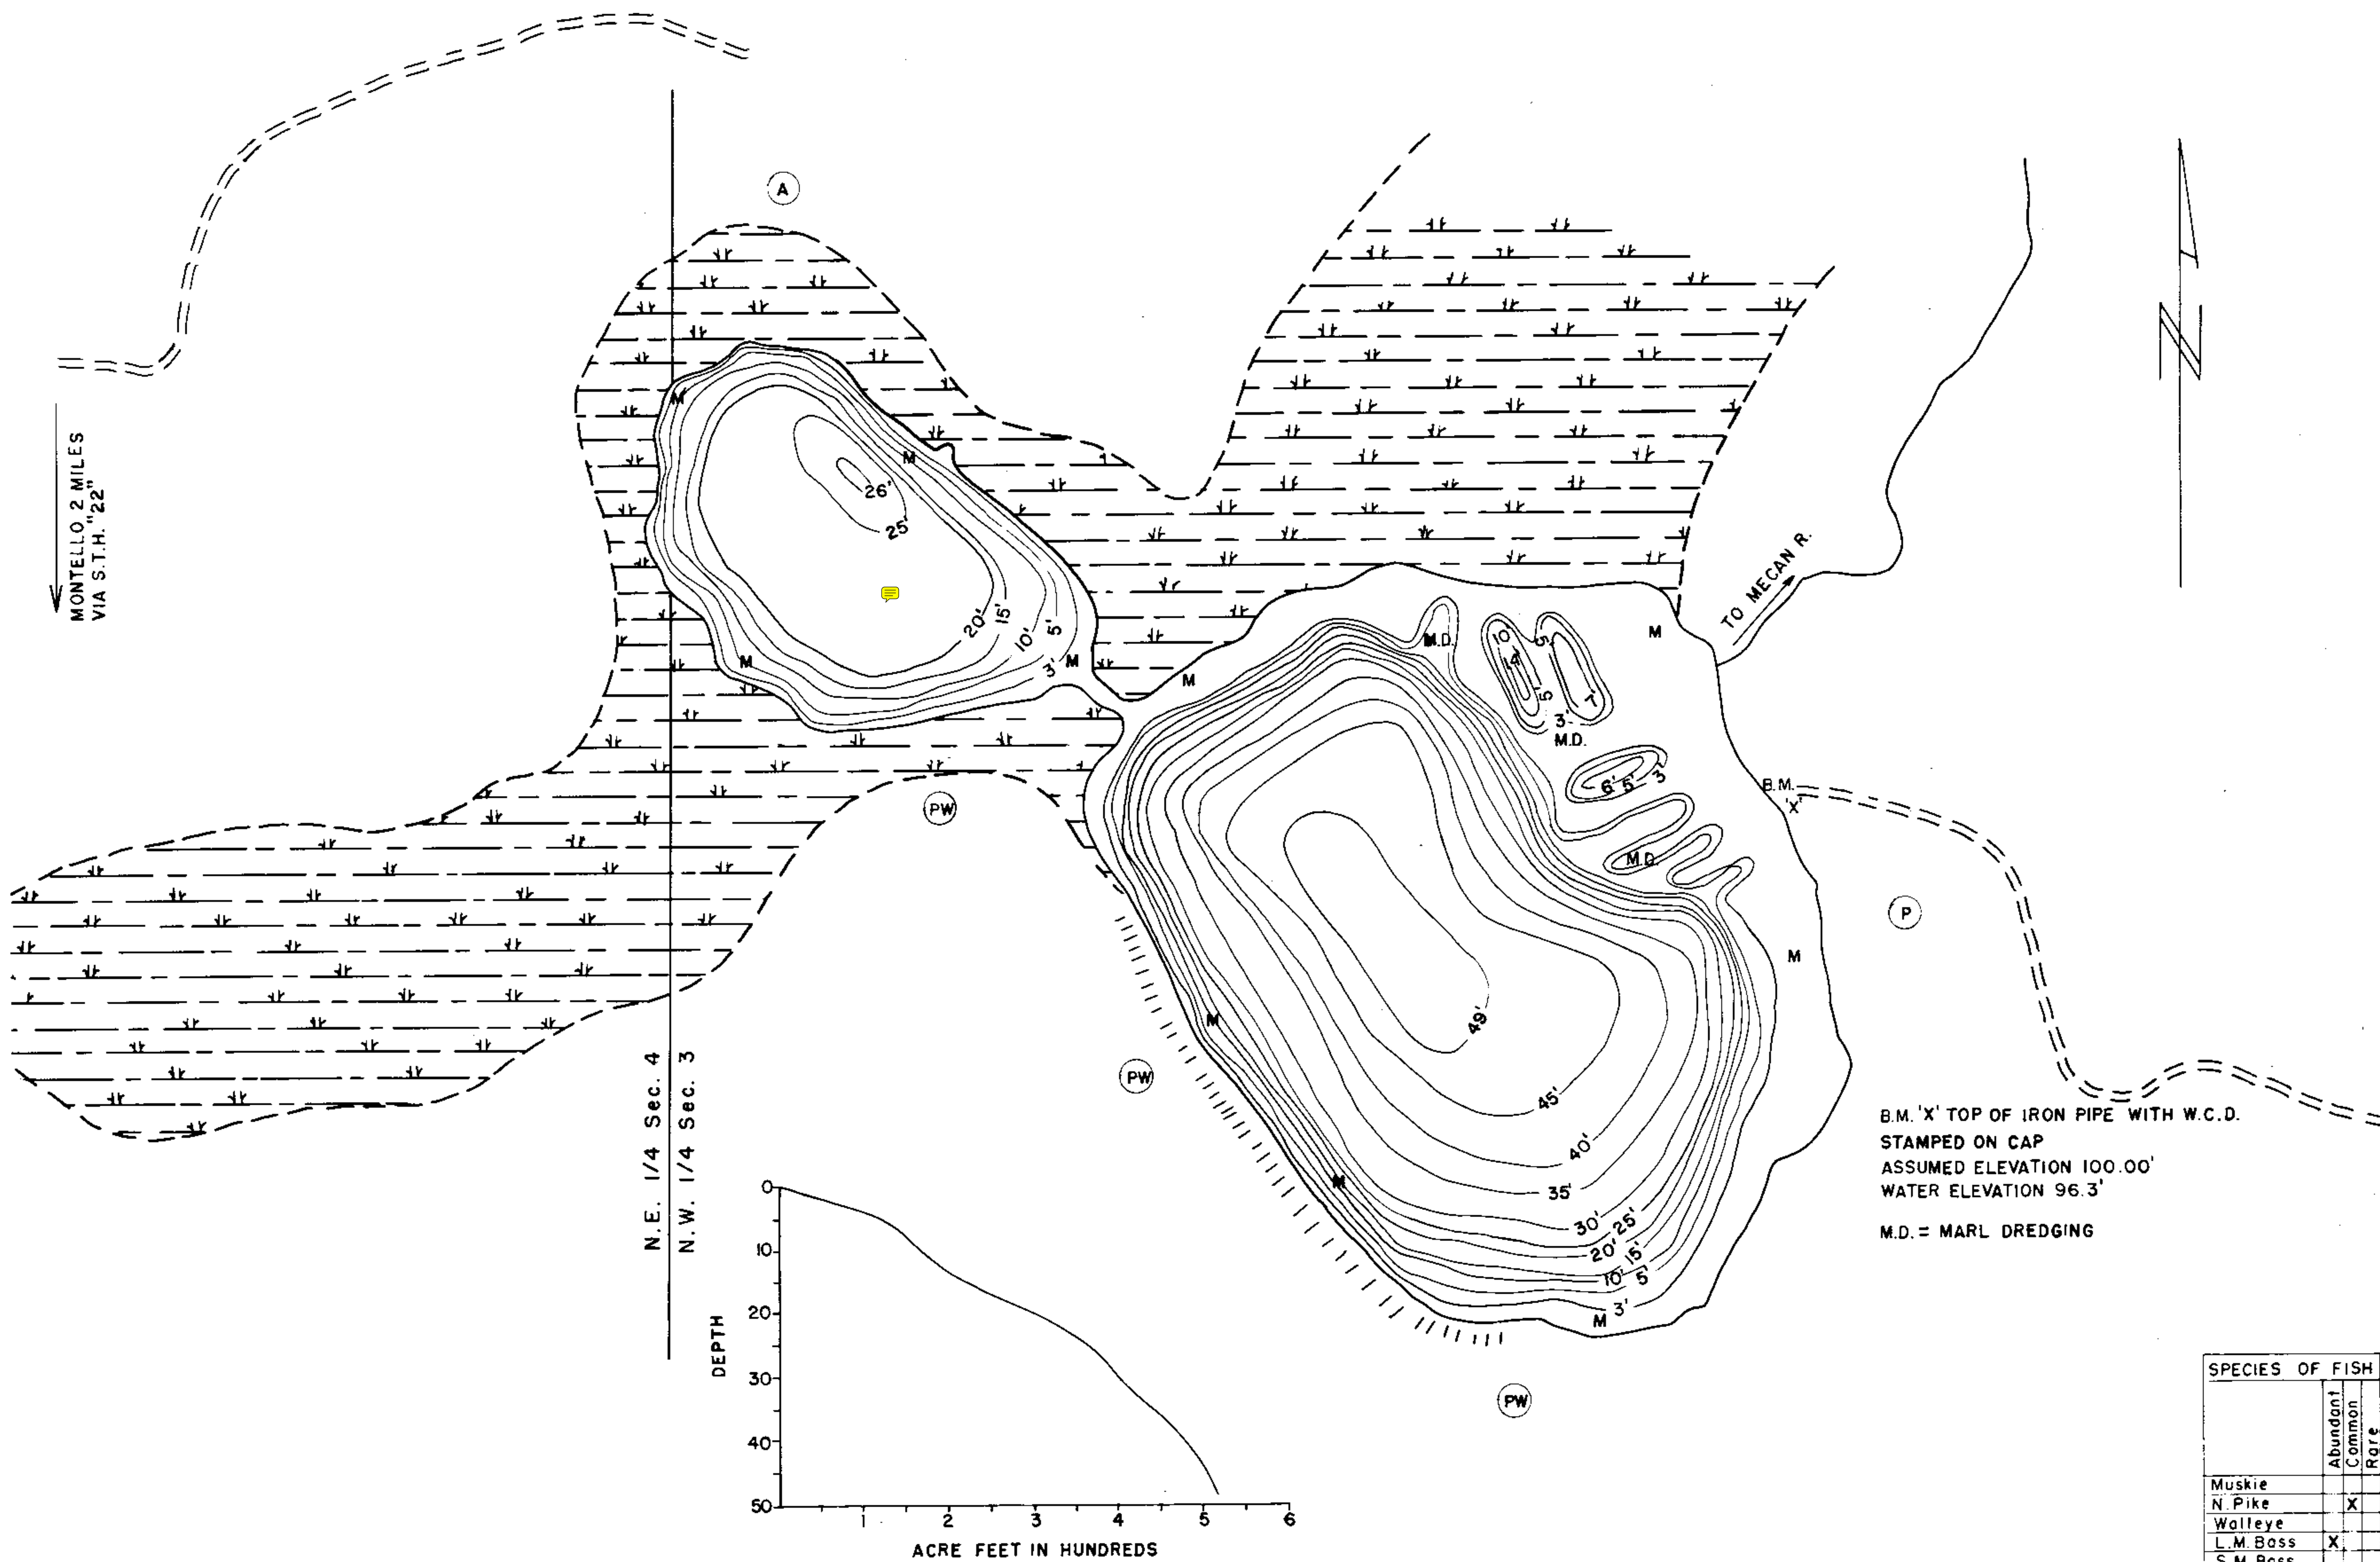 A
MONTELLO 2 MILES
VIA S.T.H. "22"
N
M
M
M
M
26'
25'
20'
15'
10'
5'
3'
TO MECAN R.
M
M
M.D.
10'
14'
5'
5'
7'
3'
M.D.
6' 5' 3'
M.D.
B.M.
'X'
PW
P
M
M
49'
PW
45'
40'
35'
30' 25'
20' 15'
10' 5'
3'
M
M
PW
N.E. 1/4 Sec. 4
N.W. 1/4 Sec. 3
B.M. 'X' TOP OF IRON PIPE WITH W.C.D.
STAMPED ON CAP
ASSUMED ELEVATION 100.00'
WATER ELEVATION 96.3'
M.D. = MARL DREDGING
DEPTH
0
10
20
30
40
50
1 2 3 4 5 6
ACRE FEET IN HUNDREDS
SPECIES OF FISH
Abundant
Common
Rare
Muskie
N. Pike X
Walleye
L.M. Bass X
S.M. Bass